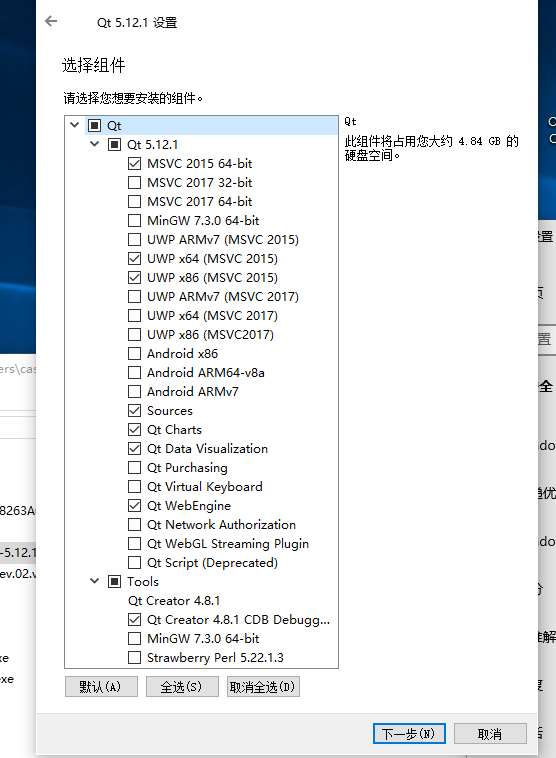 Qt 5.12.1 设置
选择组件
请选择您想要安装的组件。
Qt
Qt 5.12.1
MSVC 2015 64-bit
MSVC 2017 32-bit
MSVC 2017 64-bit
MinGW 7.3.0 64-bit
UWP ARMv7 (MSVC 2015)
UWP x64 (MSVC 2015)
UWP x86 (MSVC 2015)
UWP ARMv7 (MSVC 2017)
UWP x64 (MSVC 2017)
UWP x86 (MSVC2017)
Android x86
Android ARM64-v8a
Android ARMv7
Sources
Qt Charts
Qt Data Visualization
Qt Purchasing
Qt Virtual Keyboard
Qt WebEngine
Qt Network Authorization
Qt WebGL Streaming Plugin
Qt Script (Deprecated)
Tools
Qt Creator 4.8.1
Qt Creator 4.8.1 CDB Debugg...
MinGW 7.3.0 64-bit
Strawberry Perl 5.22.1.3
Qt
此组件将占用您大约 4.84 GB 的
硬盘空间。
默认(A)
全选(S)
取消全选(D)
下一步(N)
取消
ers\cas
8263A
-5.12.1
ev.02.v
xe
exe
设置
页
置
全
ndo
趋优
ndo
分
准解
复
活